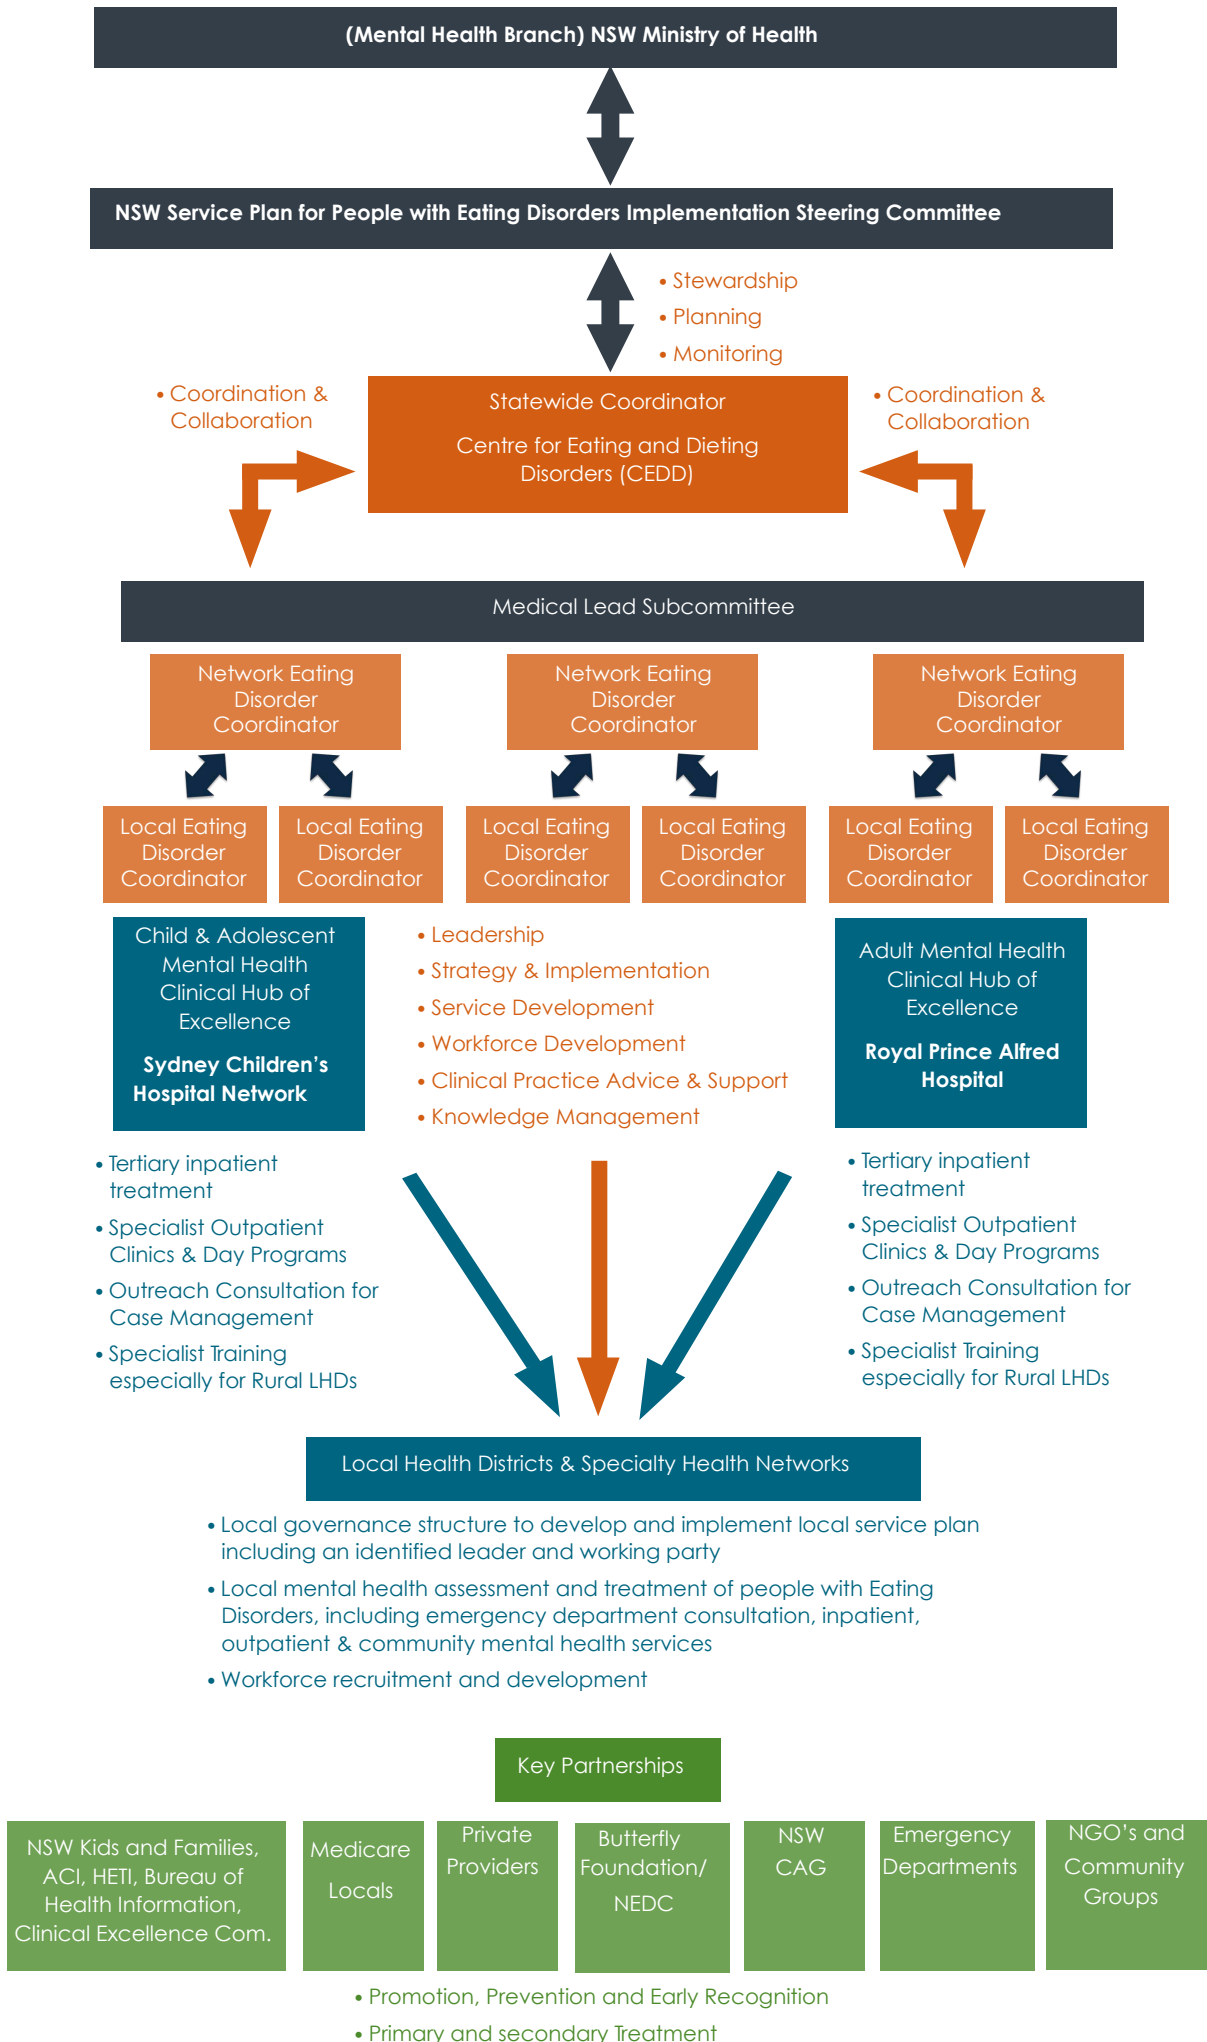 (Mental Health Branch) NSW Ministry of Health
NSW Service Plan for People with Eating Disorders Implementation Steering Committee
• Stewardship
• Planning
• Monitoring
• Coordination &
Collaboration
Statewide Coordinator
Centre for Eating and Dieting
Disorders (CEDD)
• Coordination &
Collaboration
Medical Lead Subcommittee
Network Eating
Disorder
Coordinator
Network Eating
Disorder
Coordinator
Network Eating
Disorder
Coordinator
Local Eating
Disorder
Coordinator
Local Eating
Disorder
Coordinator
Local Eating
Disorder
Coordinator
Local Eating
Disorder
Coordinator
Local Eating
Disorder
Coordinator
Local Eating
Disorder
Coordinator
Child & Adolescent
Mental Health
Clinical Hub of
Excellence
Sydney Children's
Hospital Network
• Leadership
• Strategy & Implementation
• Service Development
• Workforce Development
• Clinical Practice Advice & Support
• Knowledge Management
Adult Mental Health
Clinical Hub of
Excellence
Royal Prince Alfred
Hospital
• Tertiary inpatient
treatment
• Specialist Outpatient
Clinics & Day Programs
• Outreach Consultation for
Case Management
• Specialist Training
especially for Rural LHDs
• Tertiary inpatient
treatment
• Specialist Outpatient
Clinics & Day Programs
• Outreach Consultation for
Case Management
• Specialist Training
especially for Rural LHDs
Local Health Districts & Specialty Health Networks
• Local governance structure to develop and implement local service plan
including an identified leader and working party
• Local mental health assessment and treatment of people with Eating
Disorders, including emergency department consultation, inpatient,
outpatient & community mental health services
• Workforce recruitment and development
Key Partnerships
NSW Kids and Families,
ACI, HETI, Bureau of
Health Information,
Clinical Excellence Com.
Medicare
Locals
Private
Providers
Butterfly
Foundation/
NEDC
NSW
CAG
Emergency
Departments
NGO's and
Community
Groups
• Promotion, Prevention and Early Recognition
• Primary and secondary Treatment